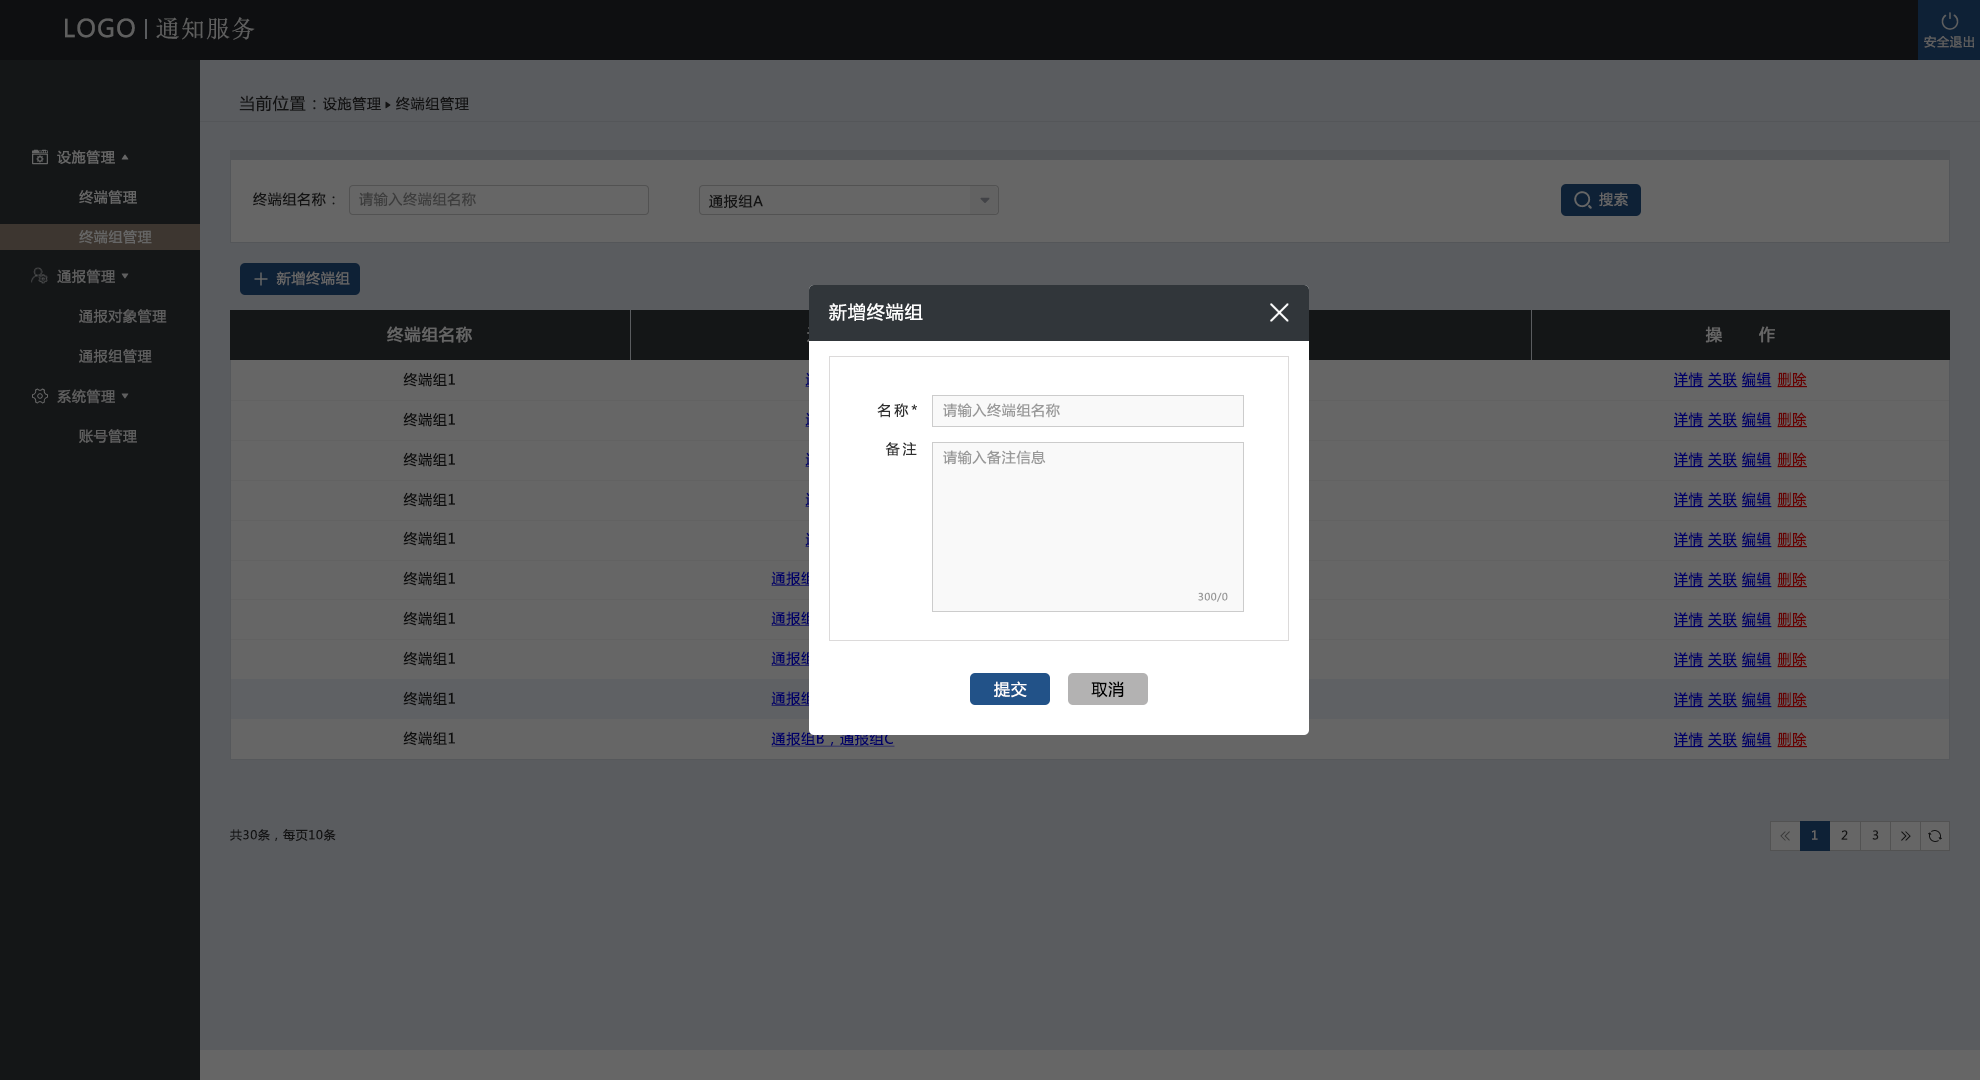 LOGO | 通知服务
安全退出
当前位置：设施管理 ▸ 终端组管理
设施管理
终端管理
终端组管理
通报管理
通报对象管理
通报组管理
系统管理
账号管理
终端组名称：
请输入终端组名称
通报组A
搜索
新增终端组
终端组名称
操 作
终端组1
详情 关联 编辑 删除
终端组1
详情 关联 编辑 删除
终端组1
详情 关联 编辑 删除
终端组1
详情 关联 编辑 删除
终端组1
详情 关联 编辑 删除
终端组1 通报组
详情 关联 编辑 删除
终端组1 通报组
详情 关联 编辑 删除
终端组1 通报组
详情 关联 编辑 删除
终端组1 通报组
详情 关联 编辑 删除
终端组1 通报组B，通报组C
详情 关联 编辑 删除
新增终端组
名称*
请输入终端组名称
备注
请输入备注信息
300/0
提交
取消
共30条，每页10条
« 1 2 3 »